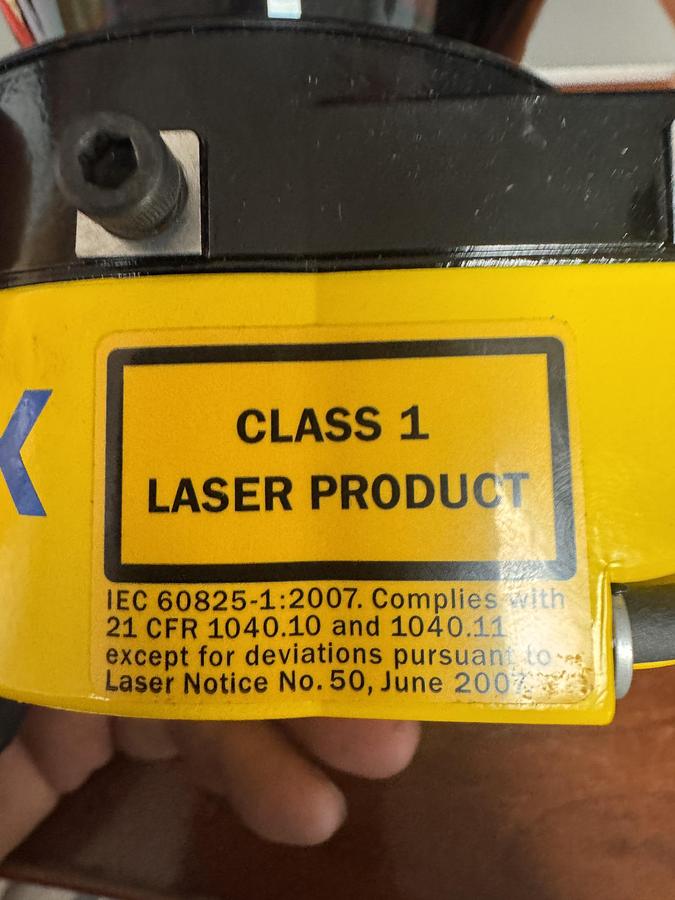 CLASS 1
LASER PRODUCT
IEC 60825-1:2007. Complies with
21 CFR 1040.10 and 1040.11
except for deviations pursuant to
Laser Notice No. 50, June 2007.